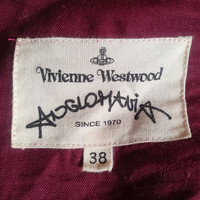 Vivienne Westwood
ANGLOMANIA
SINCE 1970
38